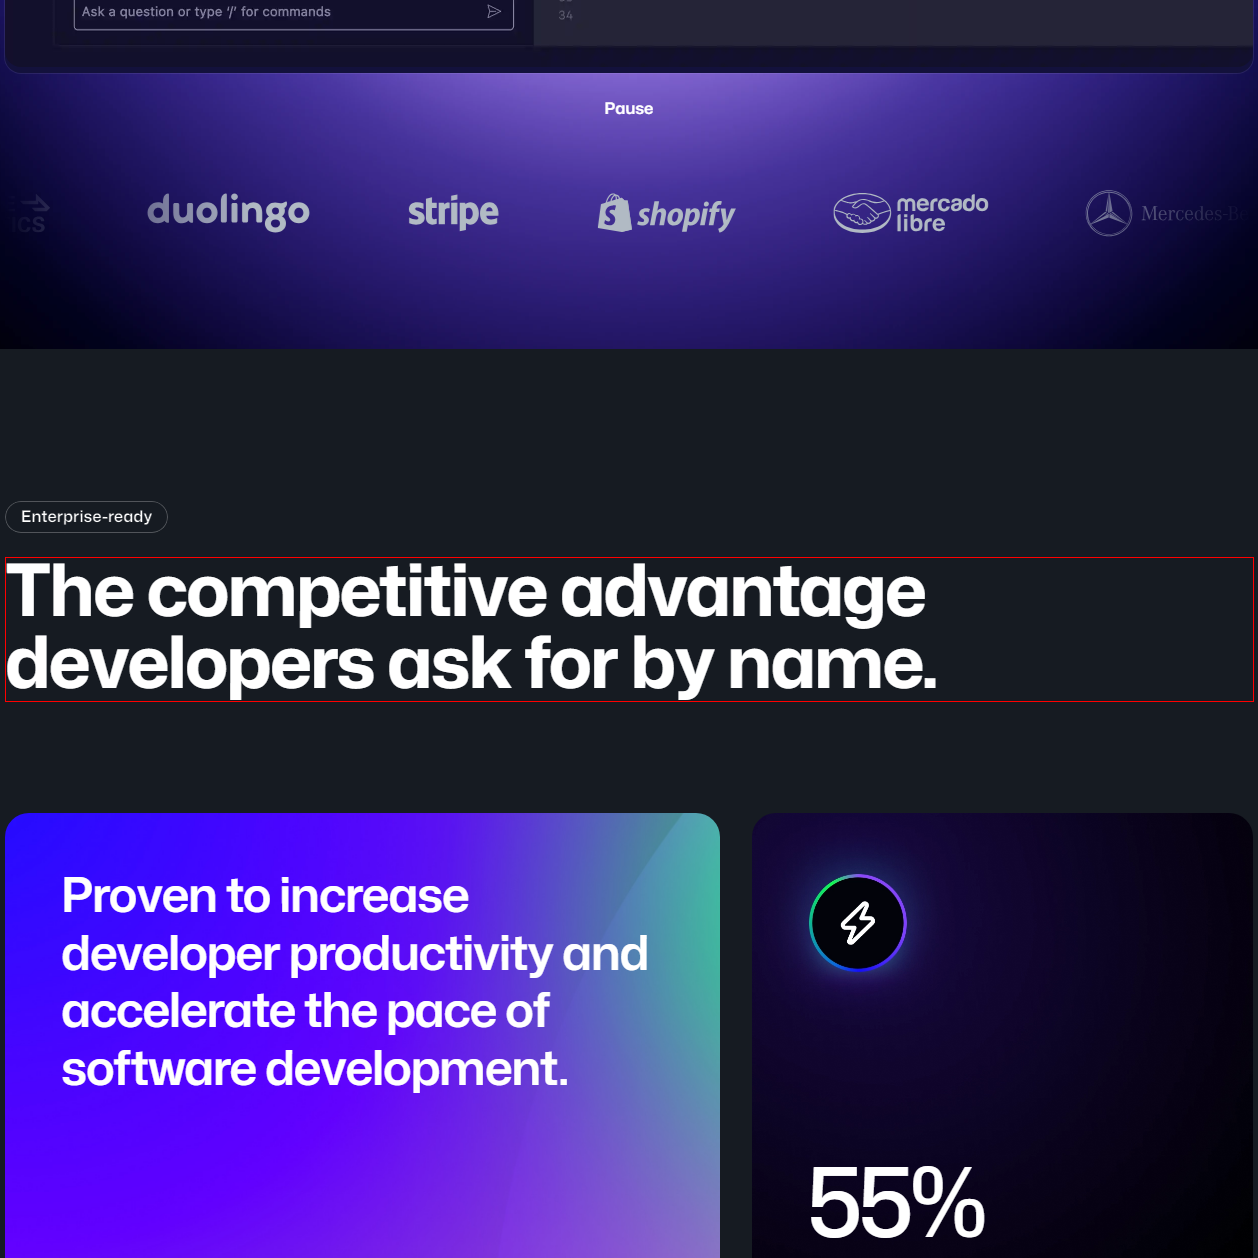 Ask a question or type ‘/’ for commands
34
Pause
ics
duolingo
stripe
shopify
mercado
libre
Mercedes-B
Enterprise-ready
The competitive advantage
developers ask for by name.
Proven to increase
developer productivity and
accelerate the pace of
software development.
55%